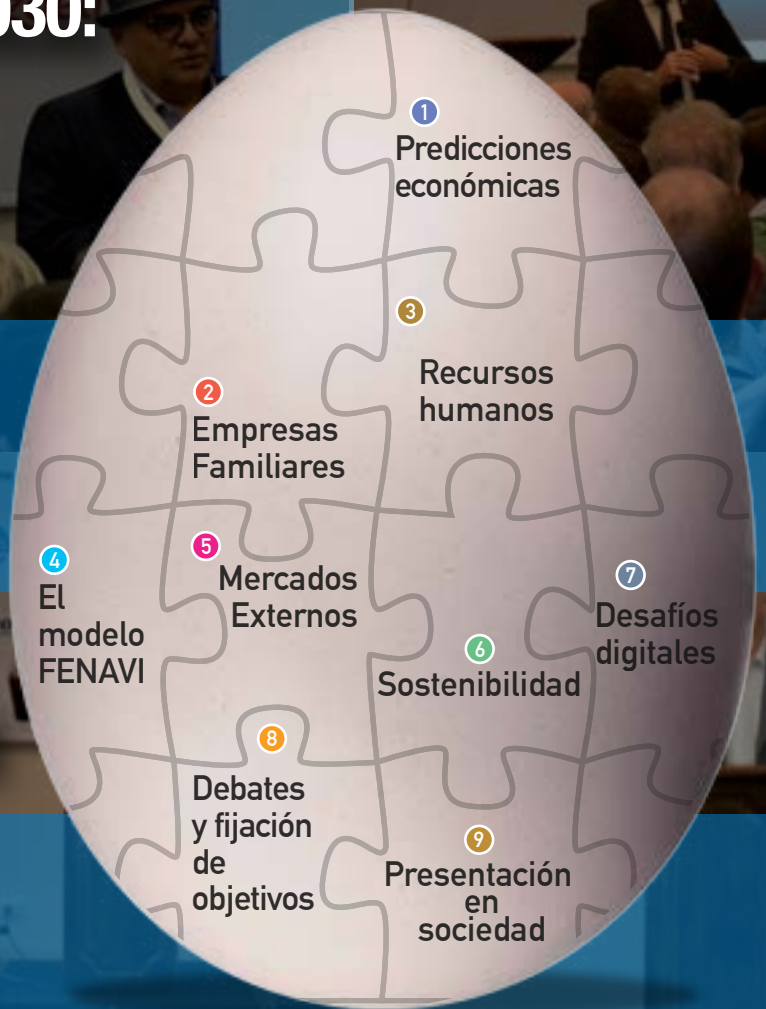 030:
1
Predicciones
económicas
2
Empresas
Familiares
3
Recursos
humanos
4
El
modelo
FENAVI
5
Mercados
Externos
6
Sostenibilidad
7
Desafíos
digitales
8
Debates
y fijación
de
objetivos
9
Presentación
en
sociedad